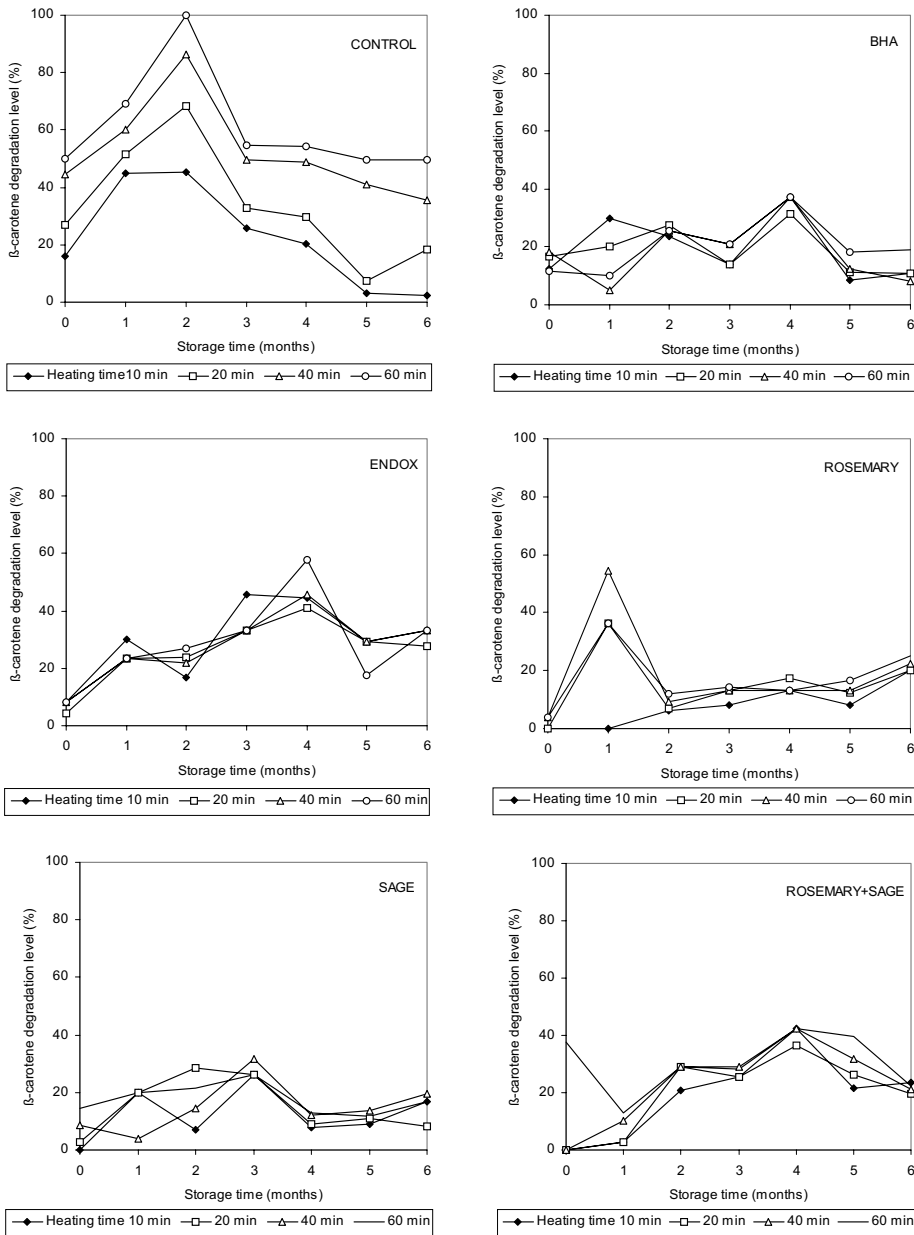 CONTROL
ß-carotene degradation level (%)
100
80
60
40
20
0
0 1 2 3 4 5 6
Storage time (months)
Heating time10 min 20 min 40 min 60 min
BHA
ß-carotene degradation level (%)
100
80
60
40
20
0
0 1 2 3 4 5 6
Storage time (months)
Heating time 10 min 20 min 40 min 60 min
ENDOX
ß-carotene degradation level (%)
100
80
60
40
20
0
0 1 2 3 4 5 6
Storage time (months)
Heating time 10 min 20 min 40 min 60 min
ROSEMARY
ß-carotene degradation level (%)
100
80
60
40
20
0
0 1 2 3 4 5 6
Storage time (months)
Heating time 10 min 20 min 40 min 60 min
SAGE
ß-carotene degradation level (%)
100
80
60
40
20
0
0 1 2 3 4 5 6
Storage time (months)
Heating time 10 min 20 min 40 min 60 min
ROSEMARY+SAGE
ß-carotene degradation level (%)
100
80
60
40
20
0
0 1 2 3 4 5 6
Storage time (months)
Heating time 10 min 20 min 40 min 60 min